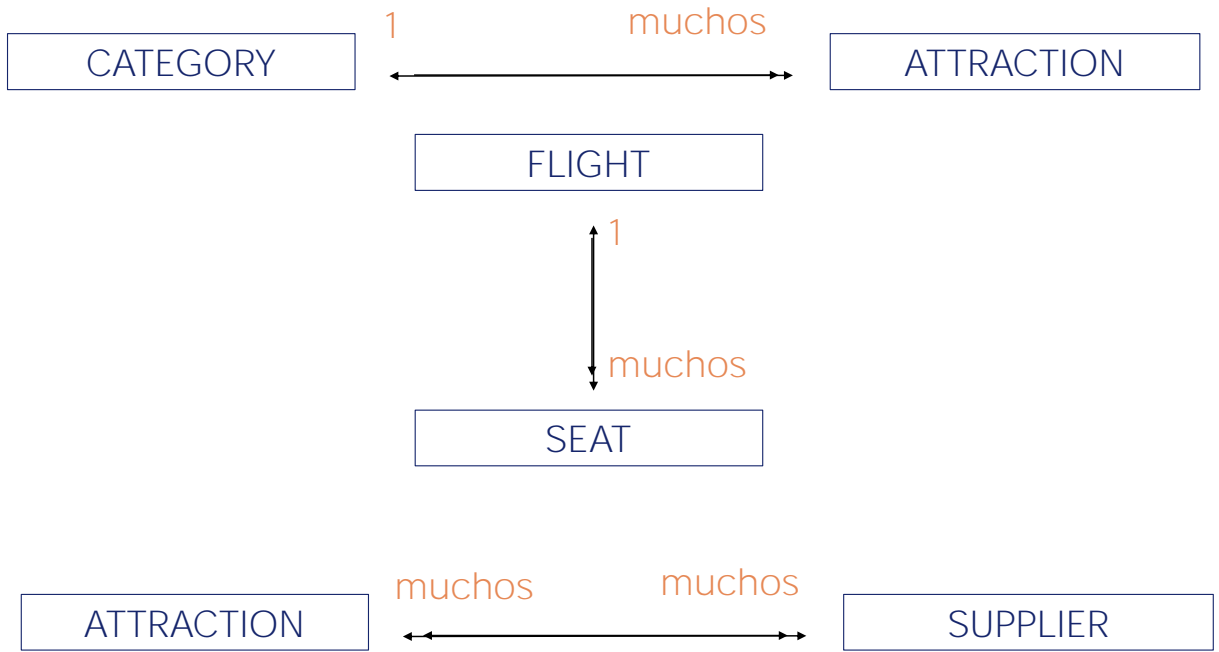 1 muchos
CATEGORY ATTRACTION
FLIGHT
1
muchos
SEAT
muchos muchos
ATTRACTION SUPPLIER